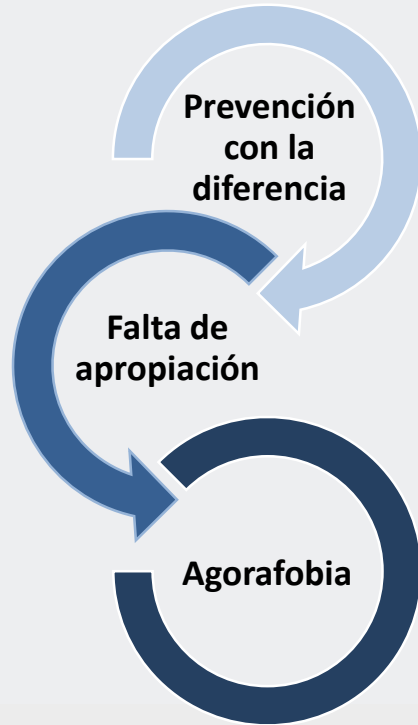 Prevención
con la
diferencia
Falta de
apropiación
Agorafobia